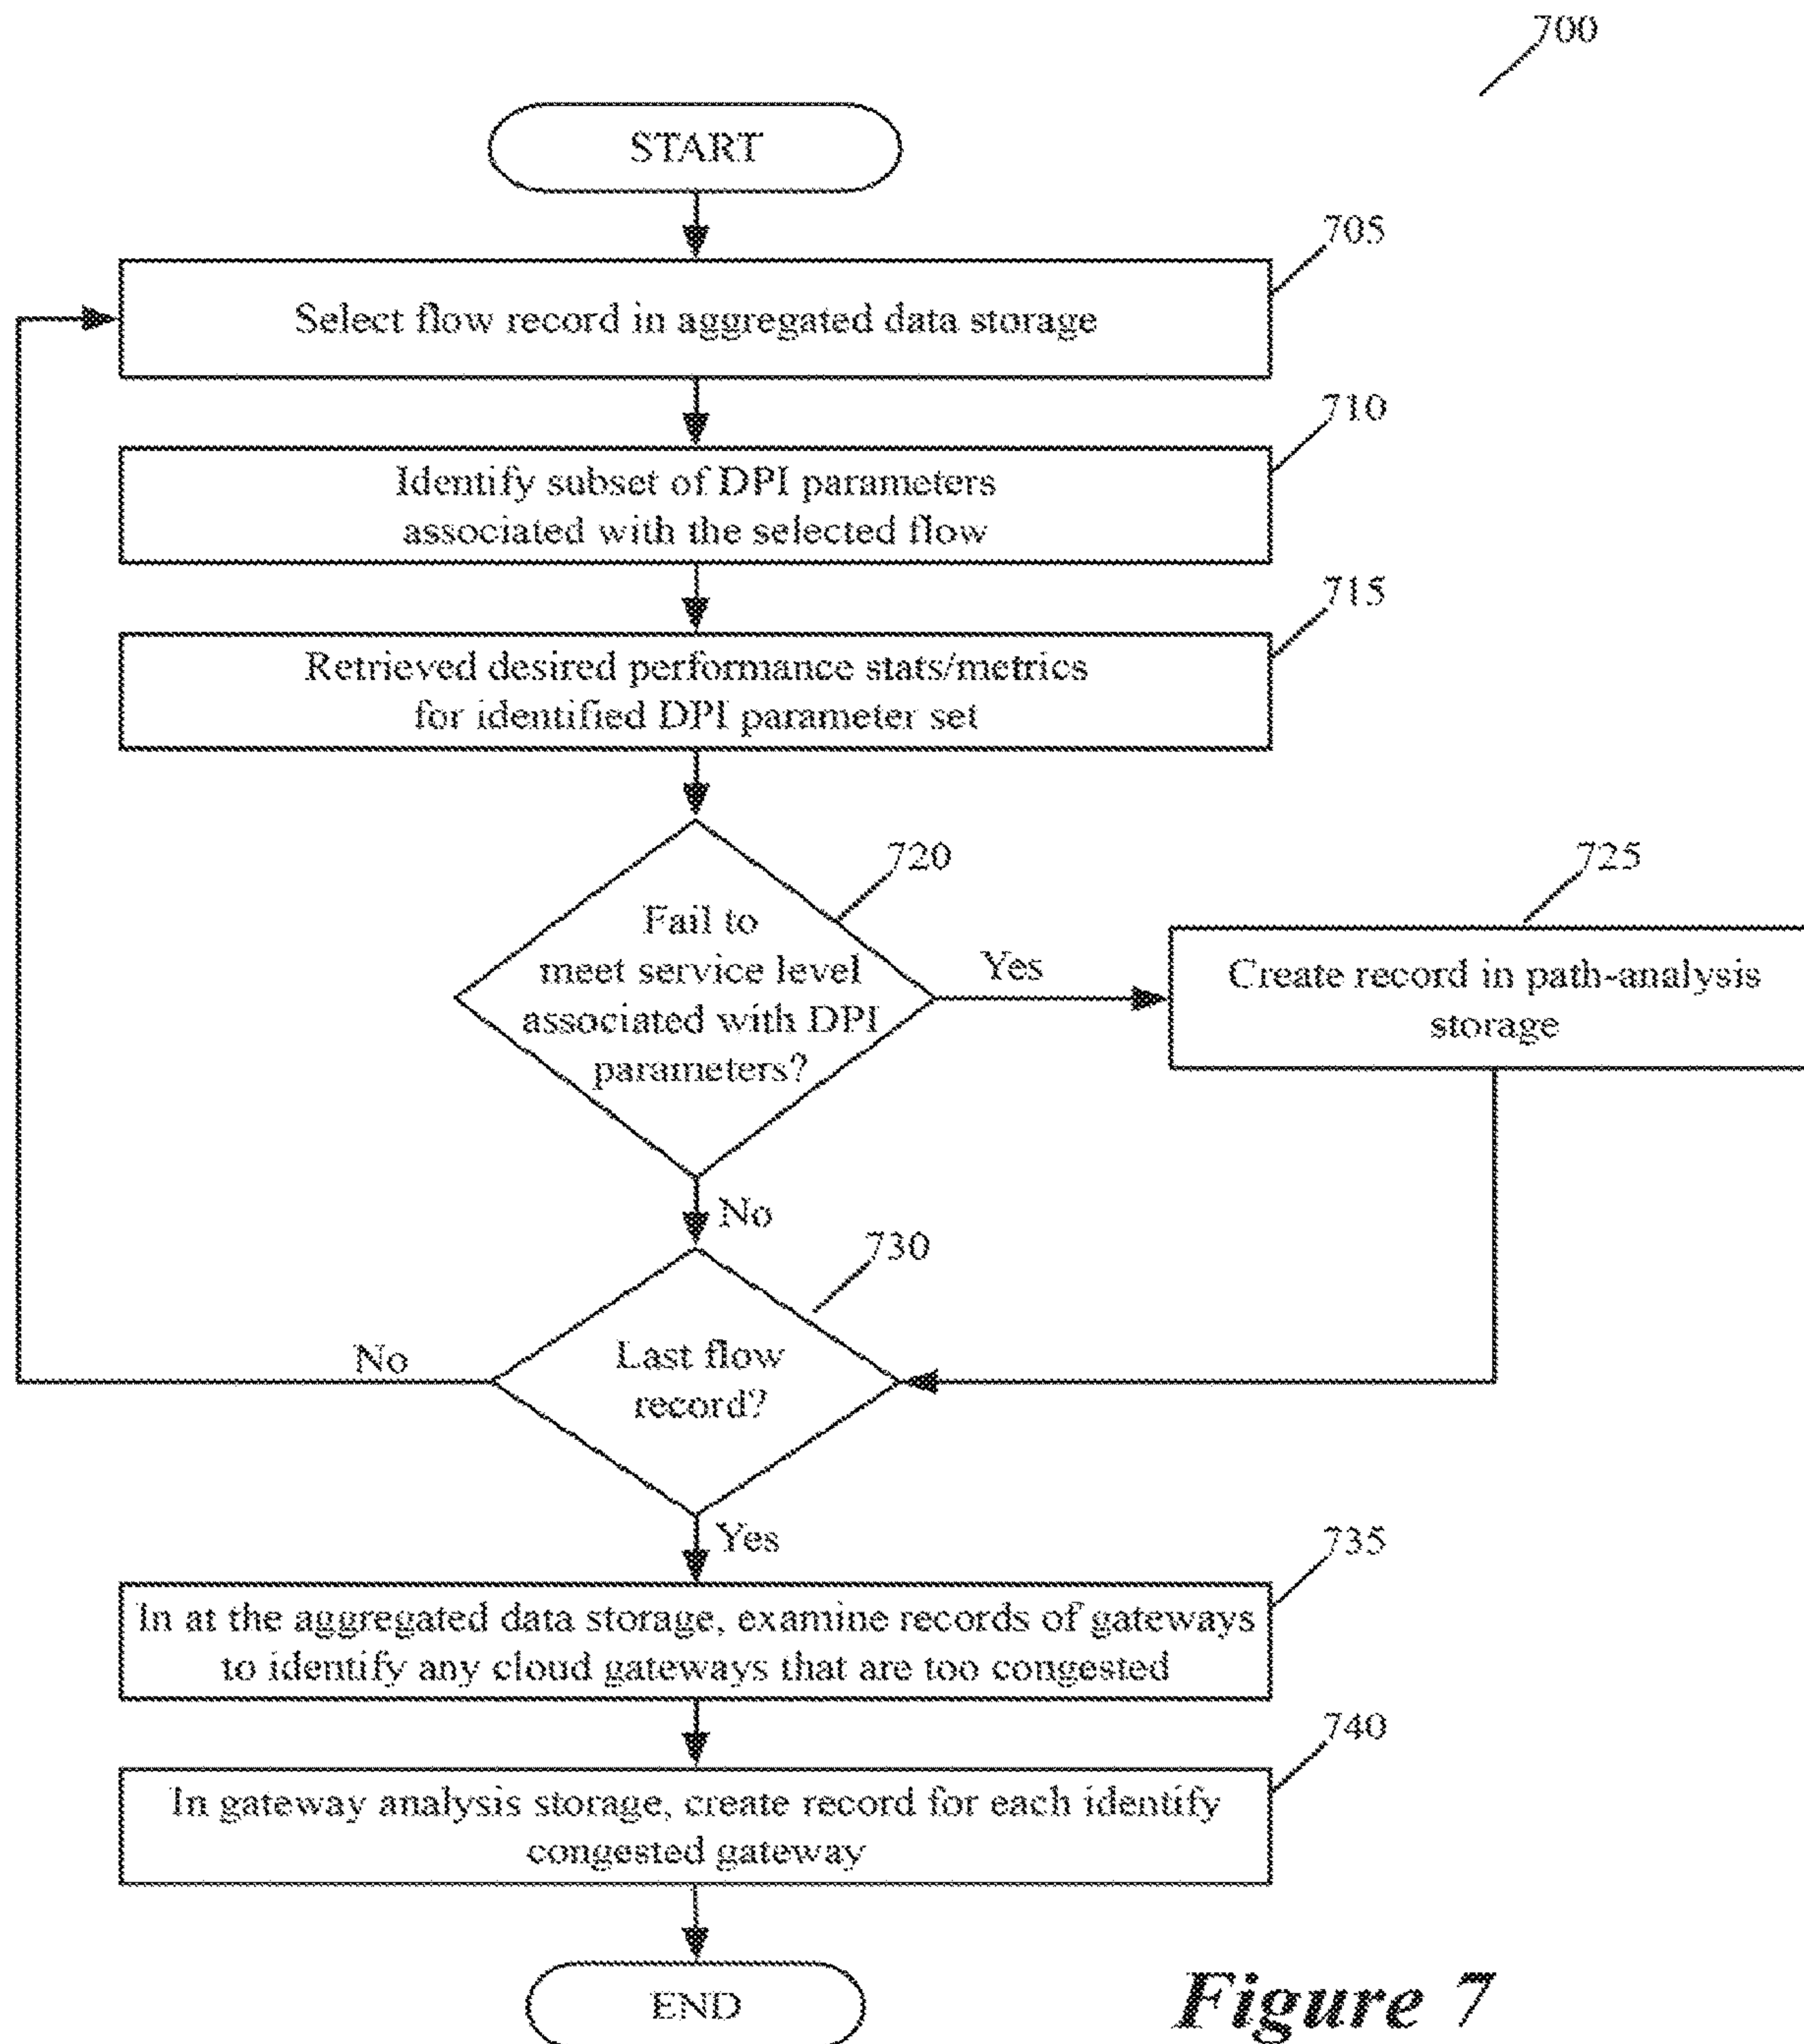 700
START
705
Select flow record in aggregated data storage
710
Identify subset of DPI parameters
associated with the selected flow
715
Retrieved desired performance stats/metrics
for identified DPI parameter set
720
Fail to
meet service level
associated with DPI
parameters?
Yes
725
Create record in path-analysis
storage
No
730
Last flow
record?
No
Yes
735
In at the aggregated data storage, examine records of gateways
to identify any cloud gateways that are too congested
740
In gateway analysis storage, create record for each identify
congested gateway
END
Figure 7